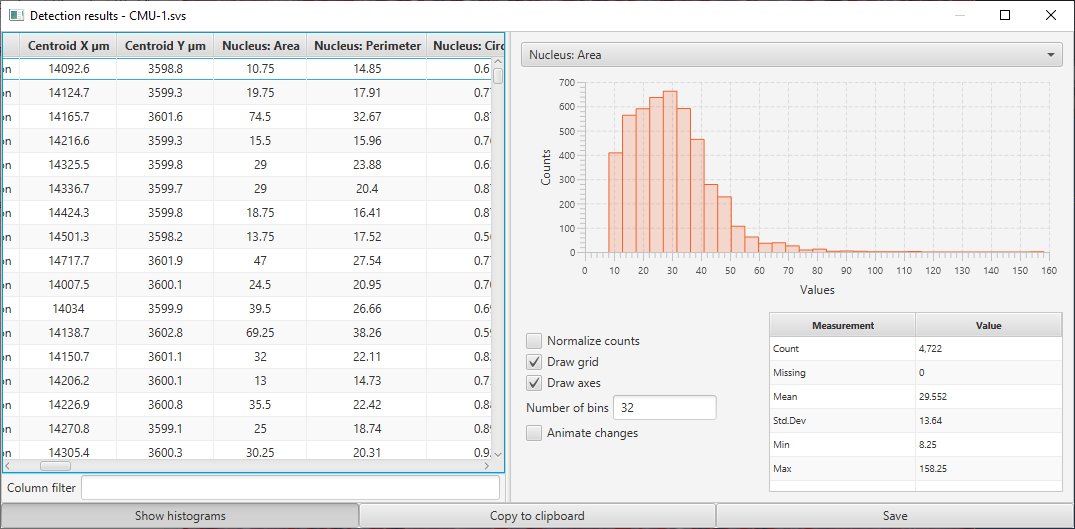 Detection results - CMU-1.svs
Centroid X µm Centroid Y µm Nucleus: Area Nucleus: Perimeter Nucleus: Circ
on 14092.6 3598.8 10.75 14.85 0.6
on 14124.7 3599.3 19.75 17.91 0.7
on 14165.7 3601.6 74.5 32.67 0.8
on 14216.6 3599.3 15.5 15.96 0.7
on 14325.5 3599.8 29 23.88 0.6
on 14336.7 3599.7 29 20.4 0.8
on 14424.3 3599.8 18.75 16.41 0.8
on 14501.3 3598.2 13.75 17.52 0.5
on 14717.7 3601.9 47 27.54 0.7
on 14007.5 3600.1 24.5 20.95 0.7
on 14034 3599.9 39.5 26.66 0.6
on 14138.7 3602.8 69.25 38.26 0.5
on 14150.7 3601.1 32 22.11 0.8
on 14206.2 3600.1 13 14.73 0.7
on 14226.9 3600.8 35.5 22.42 0.8
on 14270.8 3599.1 25 18.74 0.8
on 14305.4 3600.3 30.25 20.31 0.9
Column filter
Nucleus: Area
700
600
500
400
300
200
100
0
Counts
0 10 20 30 40 50 60 70 80 90 100 110 120 130 140 150 160
Values
Normalize counts
Draw grid
Draw axes
Number of bins 32
Animate changes
Measurement Value
Count 4,722
Missing 0
Mean 29.552
Std.Dev 13.64
Min 8.25
Max 158.25
Show histograms Copy to clipboard Save